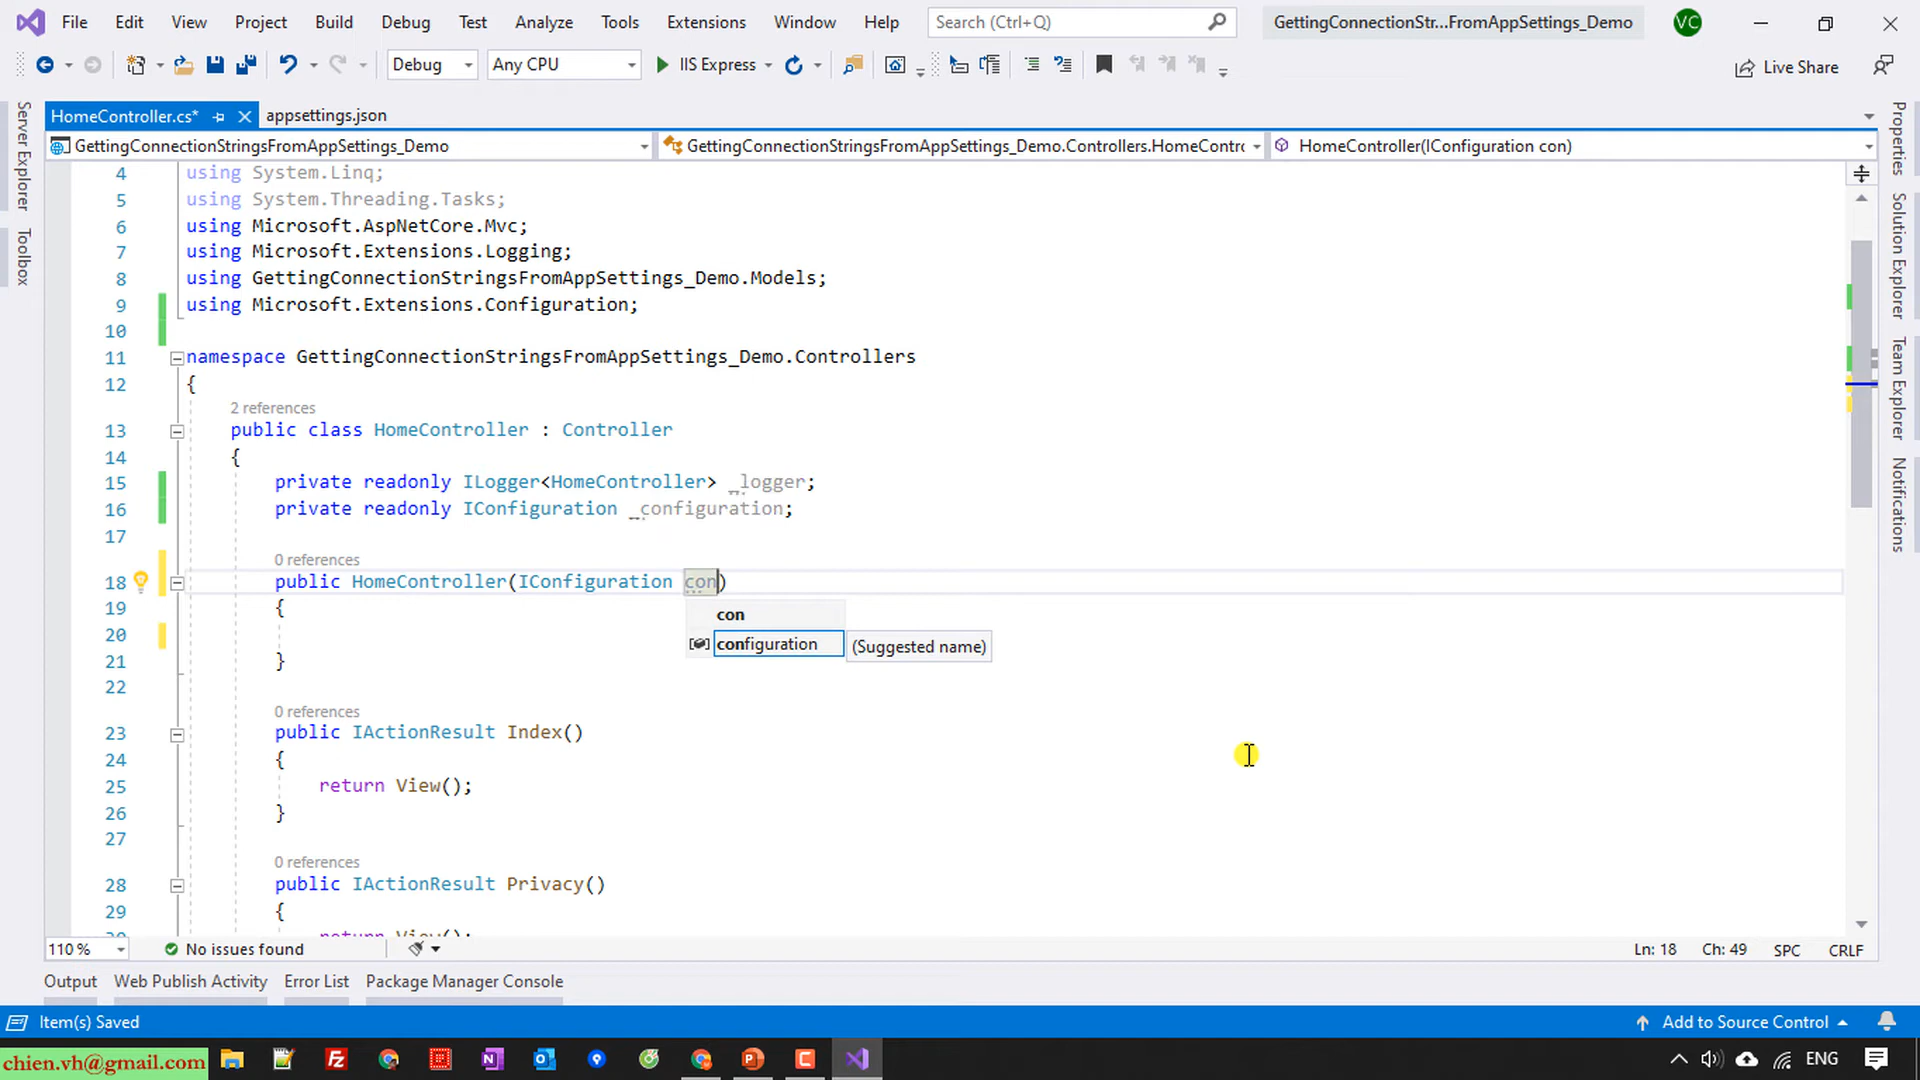 File Edit View Project Build Debug Test Analyze Tools Extensions Window Help Search (Ctrl+Q) GettingConnectionStr...FromAppSettings_Demo VC
Debug Any CPU IIS Express Live Share
HomeController.cs* appsettings.json
GettingConnectionStringsFromAppSettings_Demo GettingConnectionStringsFromAppSettings_Demo.Controllers.HomeContr HomeController(IConfiguration con)
Server Explorer
Toolbox
Properties
Solution Explorer
Team Explorer
Notifications
4 using System.Linq;
5 using System.Threading.Tasks;
6 using Microsoft.AspNetCore.Mvc;
7 using Microsoft.Extensions.Logging;
8 using GettingConnectionStringsFromAppSettings_Demo.Models;
9 using Microsoft.Extensions.Configuration;
10
11 namespace GettingConnectionStringsFromAppSettings_Demo.Controllers
12 {
2 references
13 public class HomeController : Controller
14 {
15 private readonly ILogger<HomeController> _logger;
16 private readonly IConfiguration _configuration;
17
0 references
18 public HomeController(IConfiguration con)
19 {
con
20
configuration (Suggested name)
21 }
22
0 references
23 public IActionResult Index()
24 {
25 return View();
26 }
27
0 references
28 public IActionResult Privacy()
29 {
return View();
110 % No issues found Ln: 18 Ch: 49 SPC CRLF
Output Web Publish Activity Error List Package Manager Console
Item(s) Saved Add to Source Control
chien.vh@gmail.com ENG